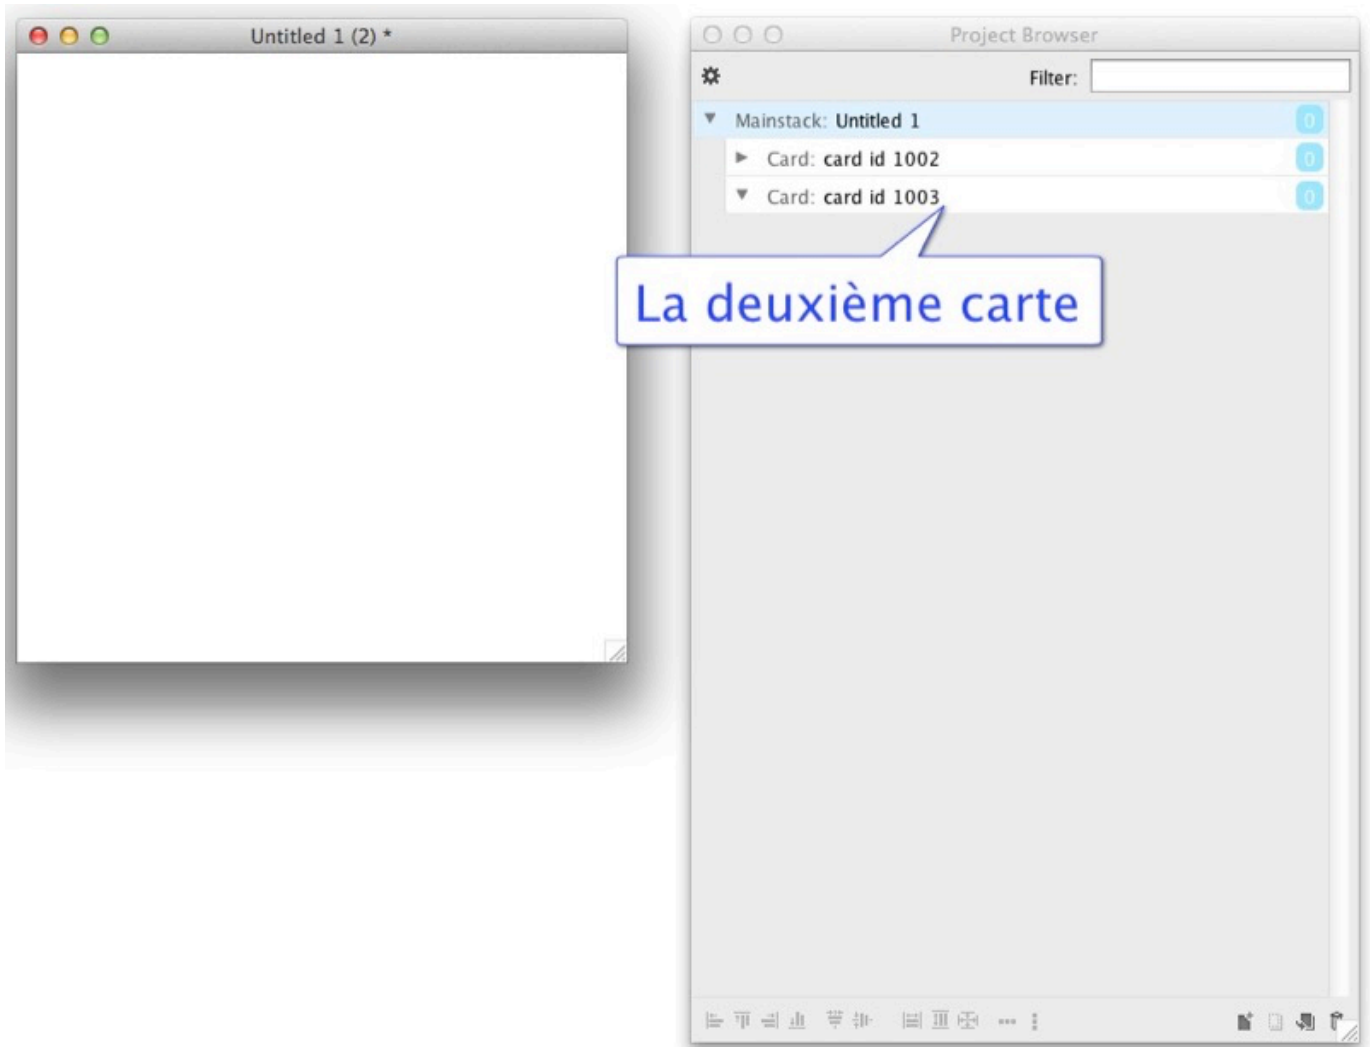 Untitled 1 (2) *
Project Browser
Filter:
Mainstack: Untitled 1 0
Card: card id 1002 0
Card: card id 1003 0
La deuxième carte